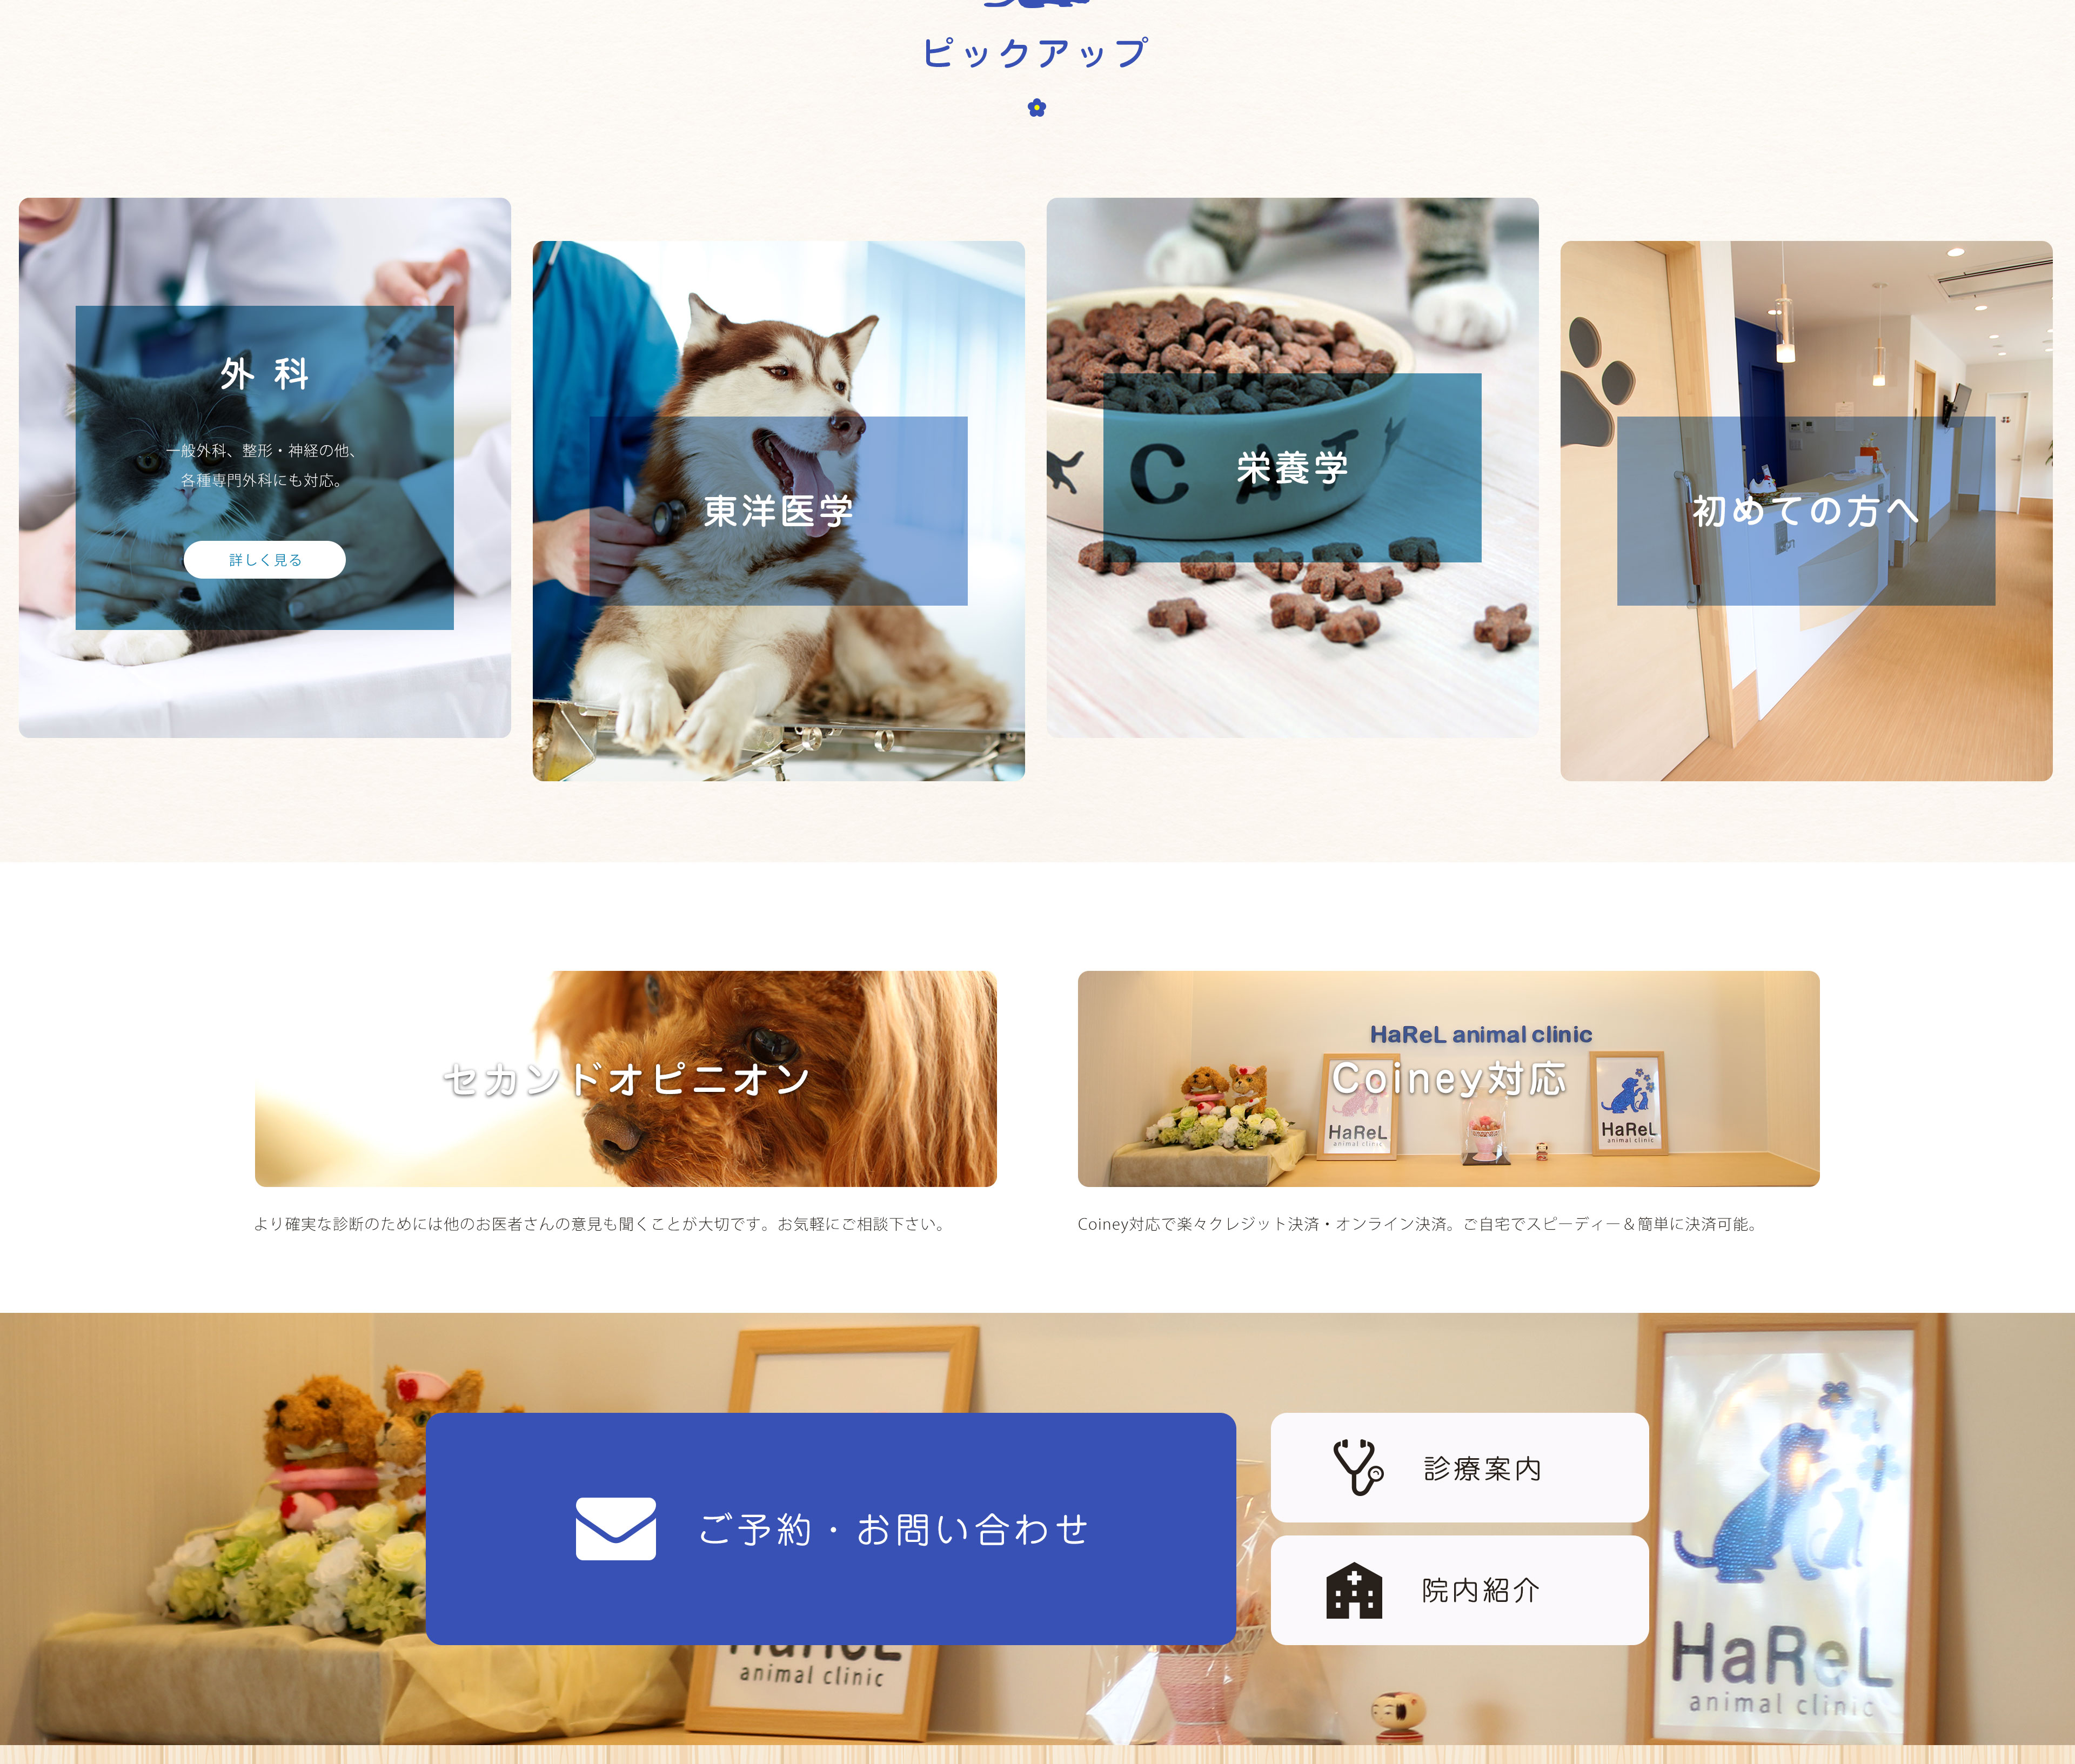 ピックアップ
外 科
一般外科、整形・神経の他、
各種専門外科にも対応。
詳しく見る
東洋医学
CAT
栄養学
初めての方へ
セカンドオピニオン
より確実な診断のためには他のお医者さんの意見も聞くことが大切です。お気軽にご相談下さい。
HaReL animal clinic
Coiney対応
HaReL
animal clinic
HaReL
animal clinic
Coiney対応で楽々クレジット決済・オンライン決済。ご自宅でスピーディー＆簡単に決済可能。
ご予約・お問い合わせ
診療案内
院内紹介
HaReL
animal clinic
HaReL
animal clinic